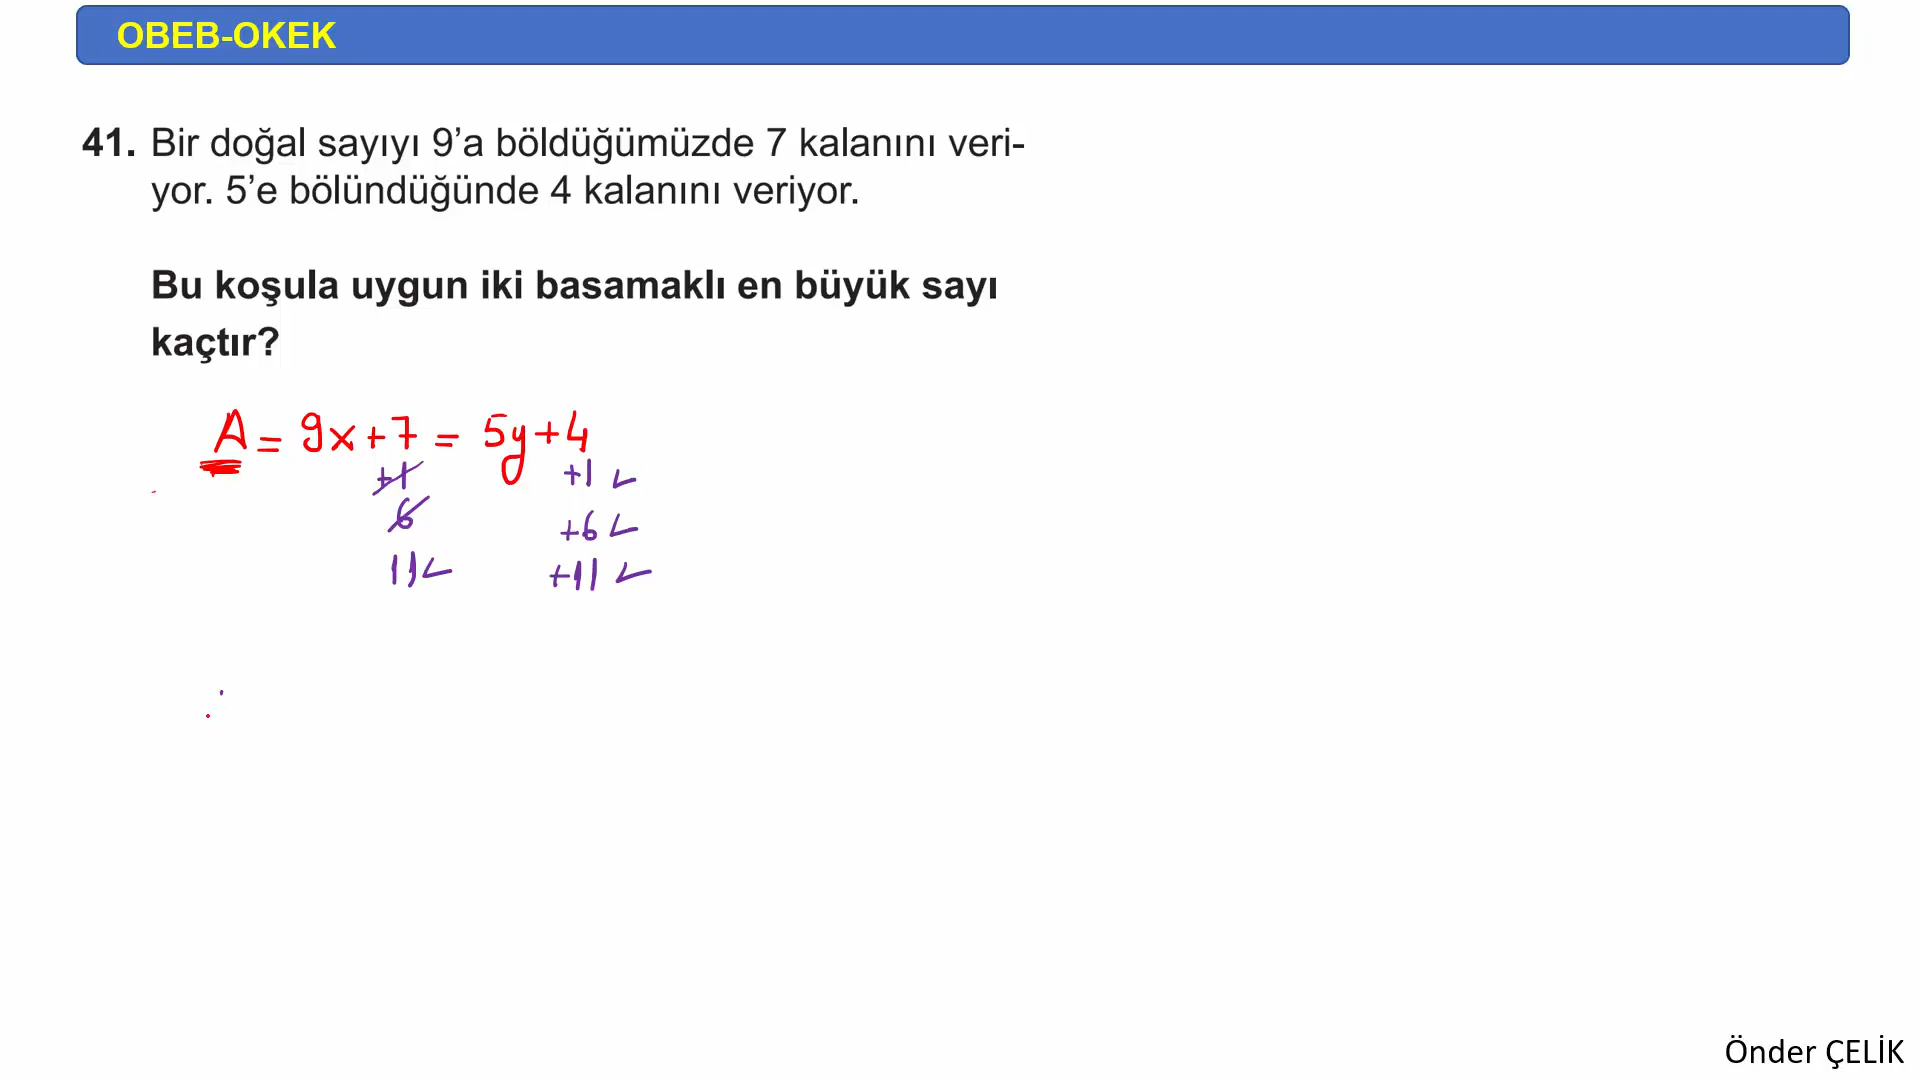 OBEB-OKEK
41. Bir doğal sayıyı 9’a böldüğümüzde 7 kalanını veri-
yor. 5’e bölündüğünde 4 kalanını veriyor.
Bu koşula uygun iki basamaklı en büyük sayı
kaçtır?
A = 9x+7 = 5y+4
+1 +1 ✓
6 +6 ✓
11 ✓ +11 ✓
Önder ÇELİK